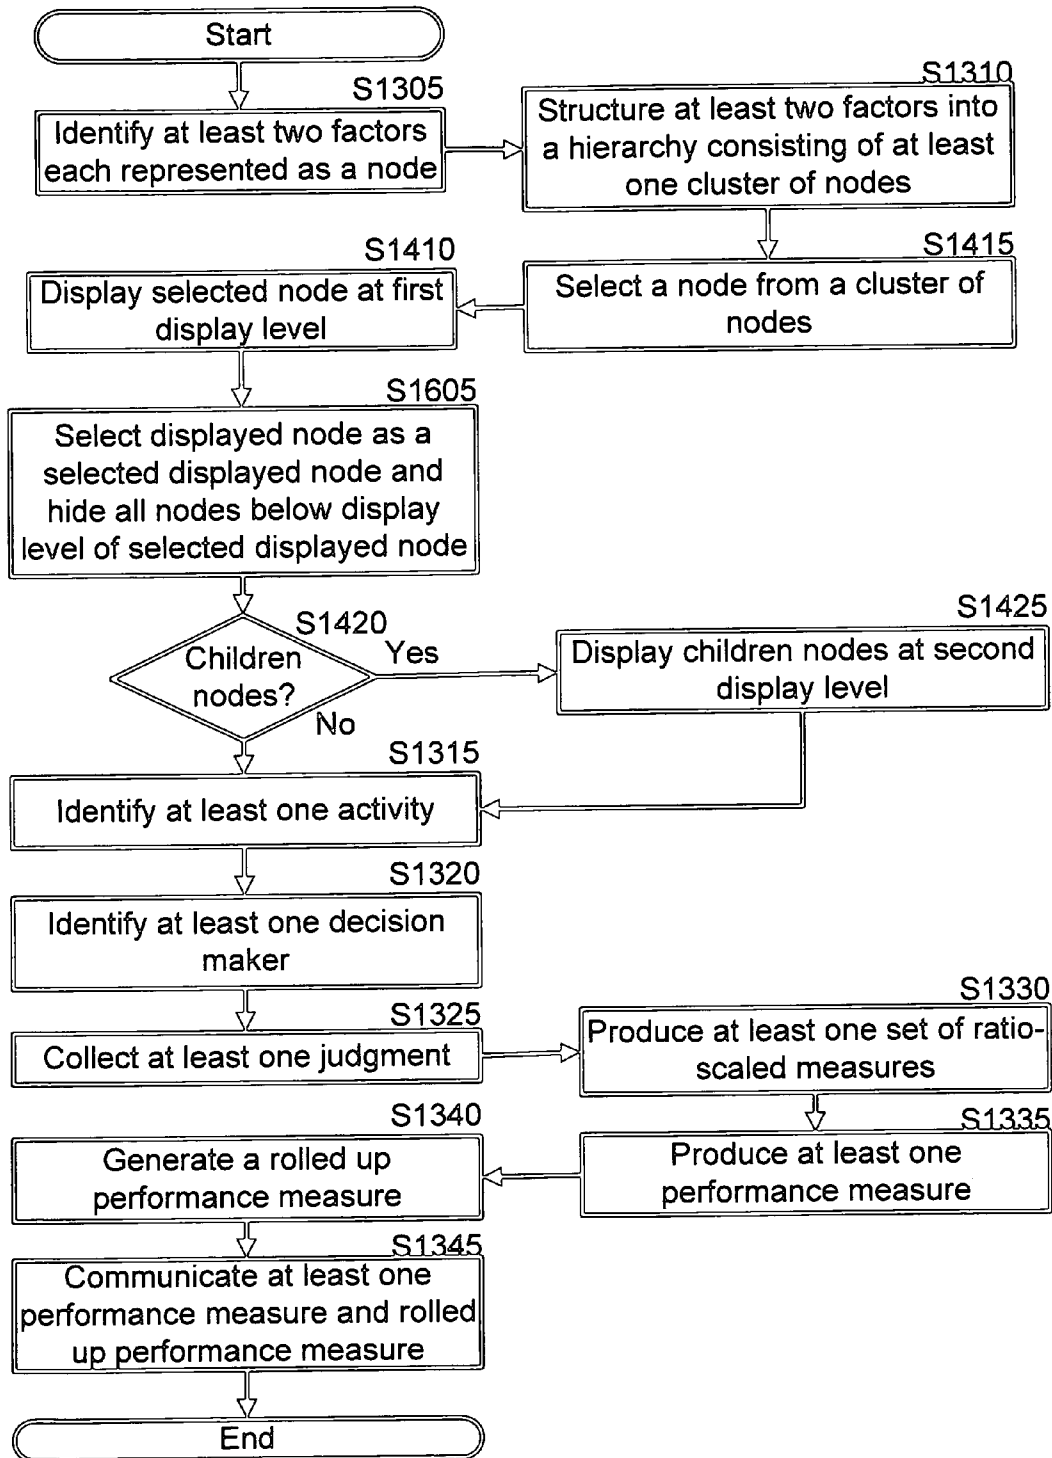 Start
S1305
Identify at least two factors
each represented as a node
S1310
Structure at least two factors into
a hierarchy consisting of at least
one cluster of nodes
S1415
Select a node from a cluster of
nodes
S1410
Display selected node at first
display level
S1605
Select displayed node as a
selected displayed node and
hide all nodes below display
level of selected displayed node
S1420
Children
nodes?
Yes
No
S1425
Display children nodes at second
display level
S1315
Identify at least one activity
S1320
Identify at least one decision
maker
S1325
Collect at least one judgment
S1330
Produce at least one set of ratio-
scaled measures
S1335
Produce at least one
performance measure
S1340
Generate a rolled up
performance measure
S1345
Communicate at least one
performance measure and rolled
up performance measure
End